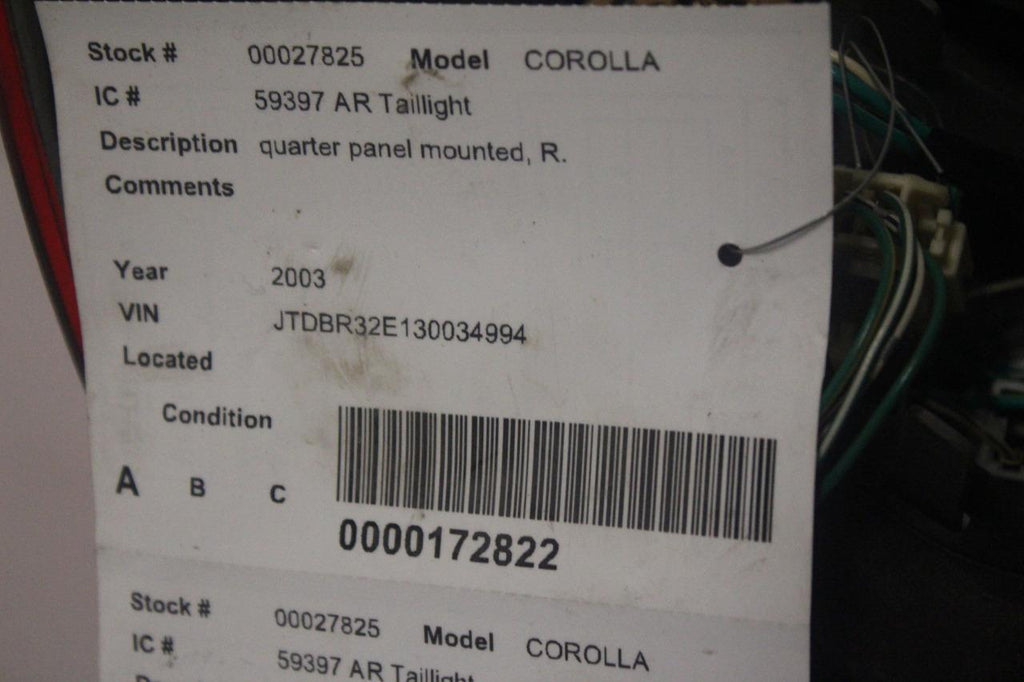 Stock # 00027825 Model COROLLA
IC # 59397 AR Taillight
Description quarter panel mounted, R.
Comments
Year 2003
VIN JTDBR32E130034994
Located
Condition
A B C
0000172822
Stock # 00027825 Model COROLLA
IC # 59397 AR Taillight